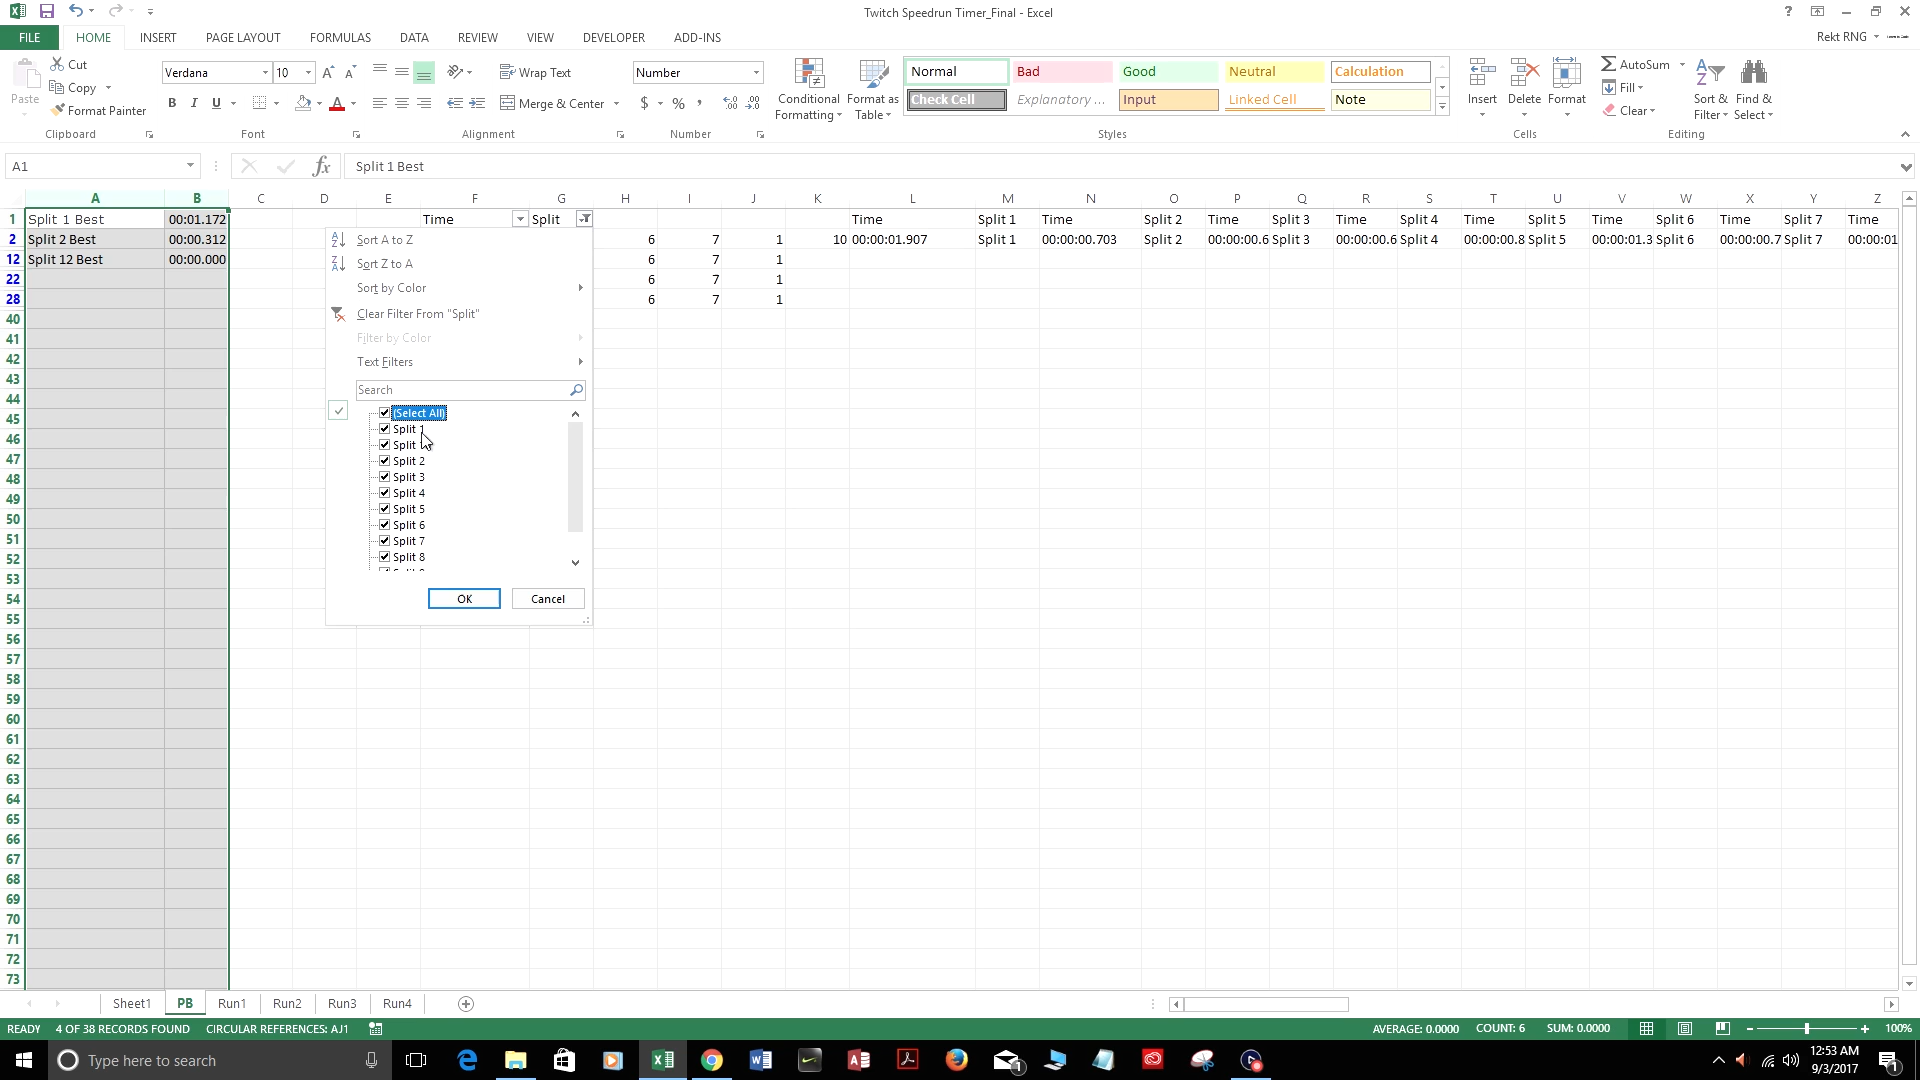 Twitch Speedrun Timer_Final - Excel
FILE HOME INSERT PAGE LAYOUT FORMULAS DATA REVIEW VIEW DEVELOPER ADD-INS Rekt RNG
Paste Cut
Copy
Format Painter
Clipboard
Verdana 10
B I U
Font
Wrap Text
Merge & Center
Alignment
Number
$ % ,
Number
Conditional Formatting
Format as Table
Normal Bad Good Neutral Calculation
Check Cell Explanatory ... Input Linked Cell Note
Styles
Insert Delete Format
Cells
AutoSum
Fill
Clear
Sort & Filter
Find & Select
Editing
A1 fx Split 1 Best
A B C D E F G H I J K L M N O P Q R S T U V W X Y Z
1 Split 1 Best 00:01.172 Time Split Time Split 1 Time Split 2 Time Split 3 Time Split 4 Time Split 5 Time Split 6 Time Split 7 Time
2 Split 2 Best 00:00.312 6 7 1 10 00:00:01.907 Split 1 00:00:00.703 Split 2 00:00:00.6 Split 3 00:00:00.6 Split 4 00:00:00.8 Split 5 00:00:01.3 Split 6 00:00:00.7 Split 7 00:00:01
12 Split 12 Best 00:00.000 6 7 1
22 6 7 1
28 6 7 1
40
41
42
43
44
45
46
47
48
49
50
51
52
53
54
55
56
57
58
59
60
61
62
63
64
65
66
67
68
69
70
71
72
73
Sort A to Z
Sort Z to A
Sort by Color
Clear Filter From "Split"
Filter by Color
Text Filters
Search
(Select All)
Split 1
Split
Split 2
Split 3
Split 4
Split 5
Split 6
Split 7
Split 8
OK Cancel
Sheet1 PB Run1 Run2 Run3 Run4
READY 4 OF 38 RECORDS FOUND CIRCULAR REFERENCES: AJ1 AVERAGE: 0.0000 COUNT: 6 SUM: 0.0000 100%
Type here to search
12:53 AM
9/3/2017